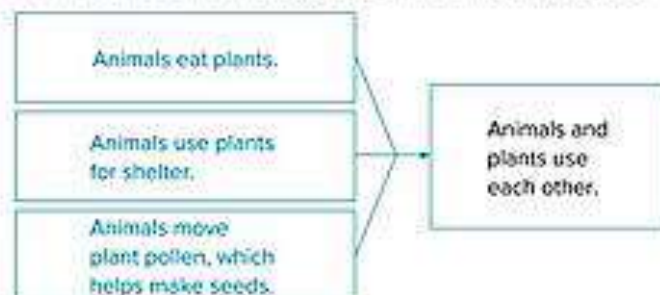 Animals eat plants.
Animals use plants
for shelter.
Animals move
plant pollen, which
helps make seeds.
Animals and
plants use
each other.